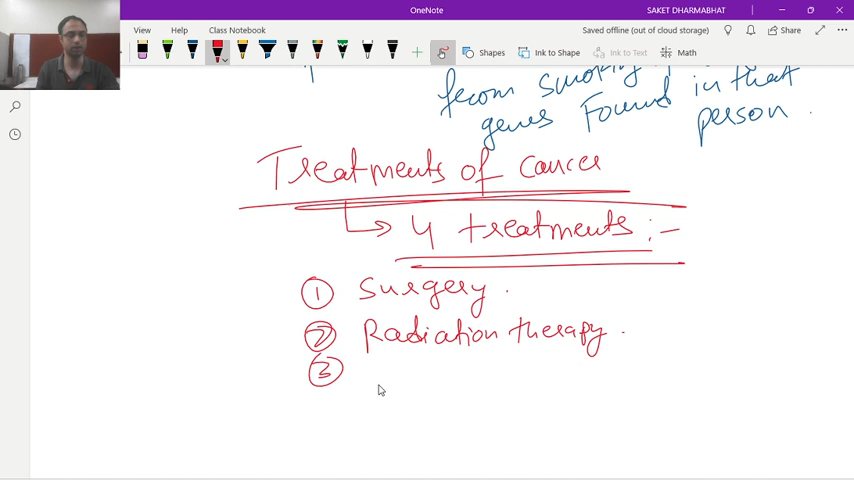 OneNote
SAKET DHARMABHAT
View Help Class Notebook
Saved offline (out of cloud storage)
Share
Shapes
Ink to Shape
Ink to Text
Math
from smoking
genes Found in that
person.
Treatments of cancer
4 treatments :-
① Surgery.
② Radiation therapy.
③